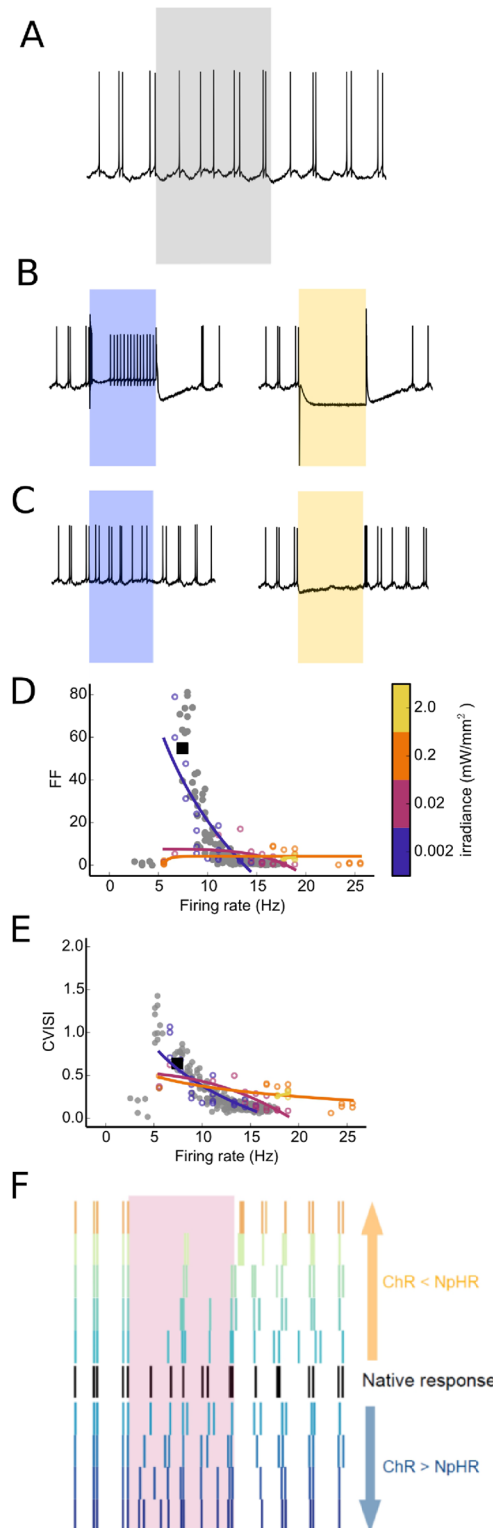 A
B
C
D
80
60
40
20
0
FF
0
5
10
15
20
25
Firing rate (Hz)
2.0
0.2
0.02
0.002
irradiance (mW/mm²)
E
2.0
1.5
1.0
0.5
0.0
CVISI
0
5
10
15
20
25
Firing rate (Hz)
F
ChR < NpHR
Native response
ChR > NpHR